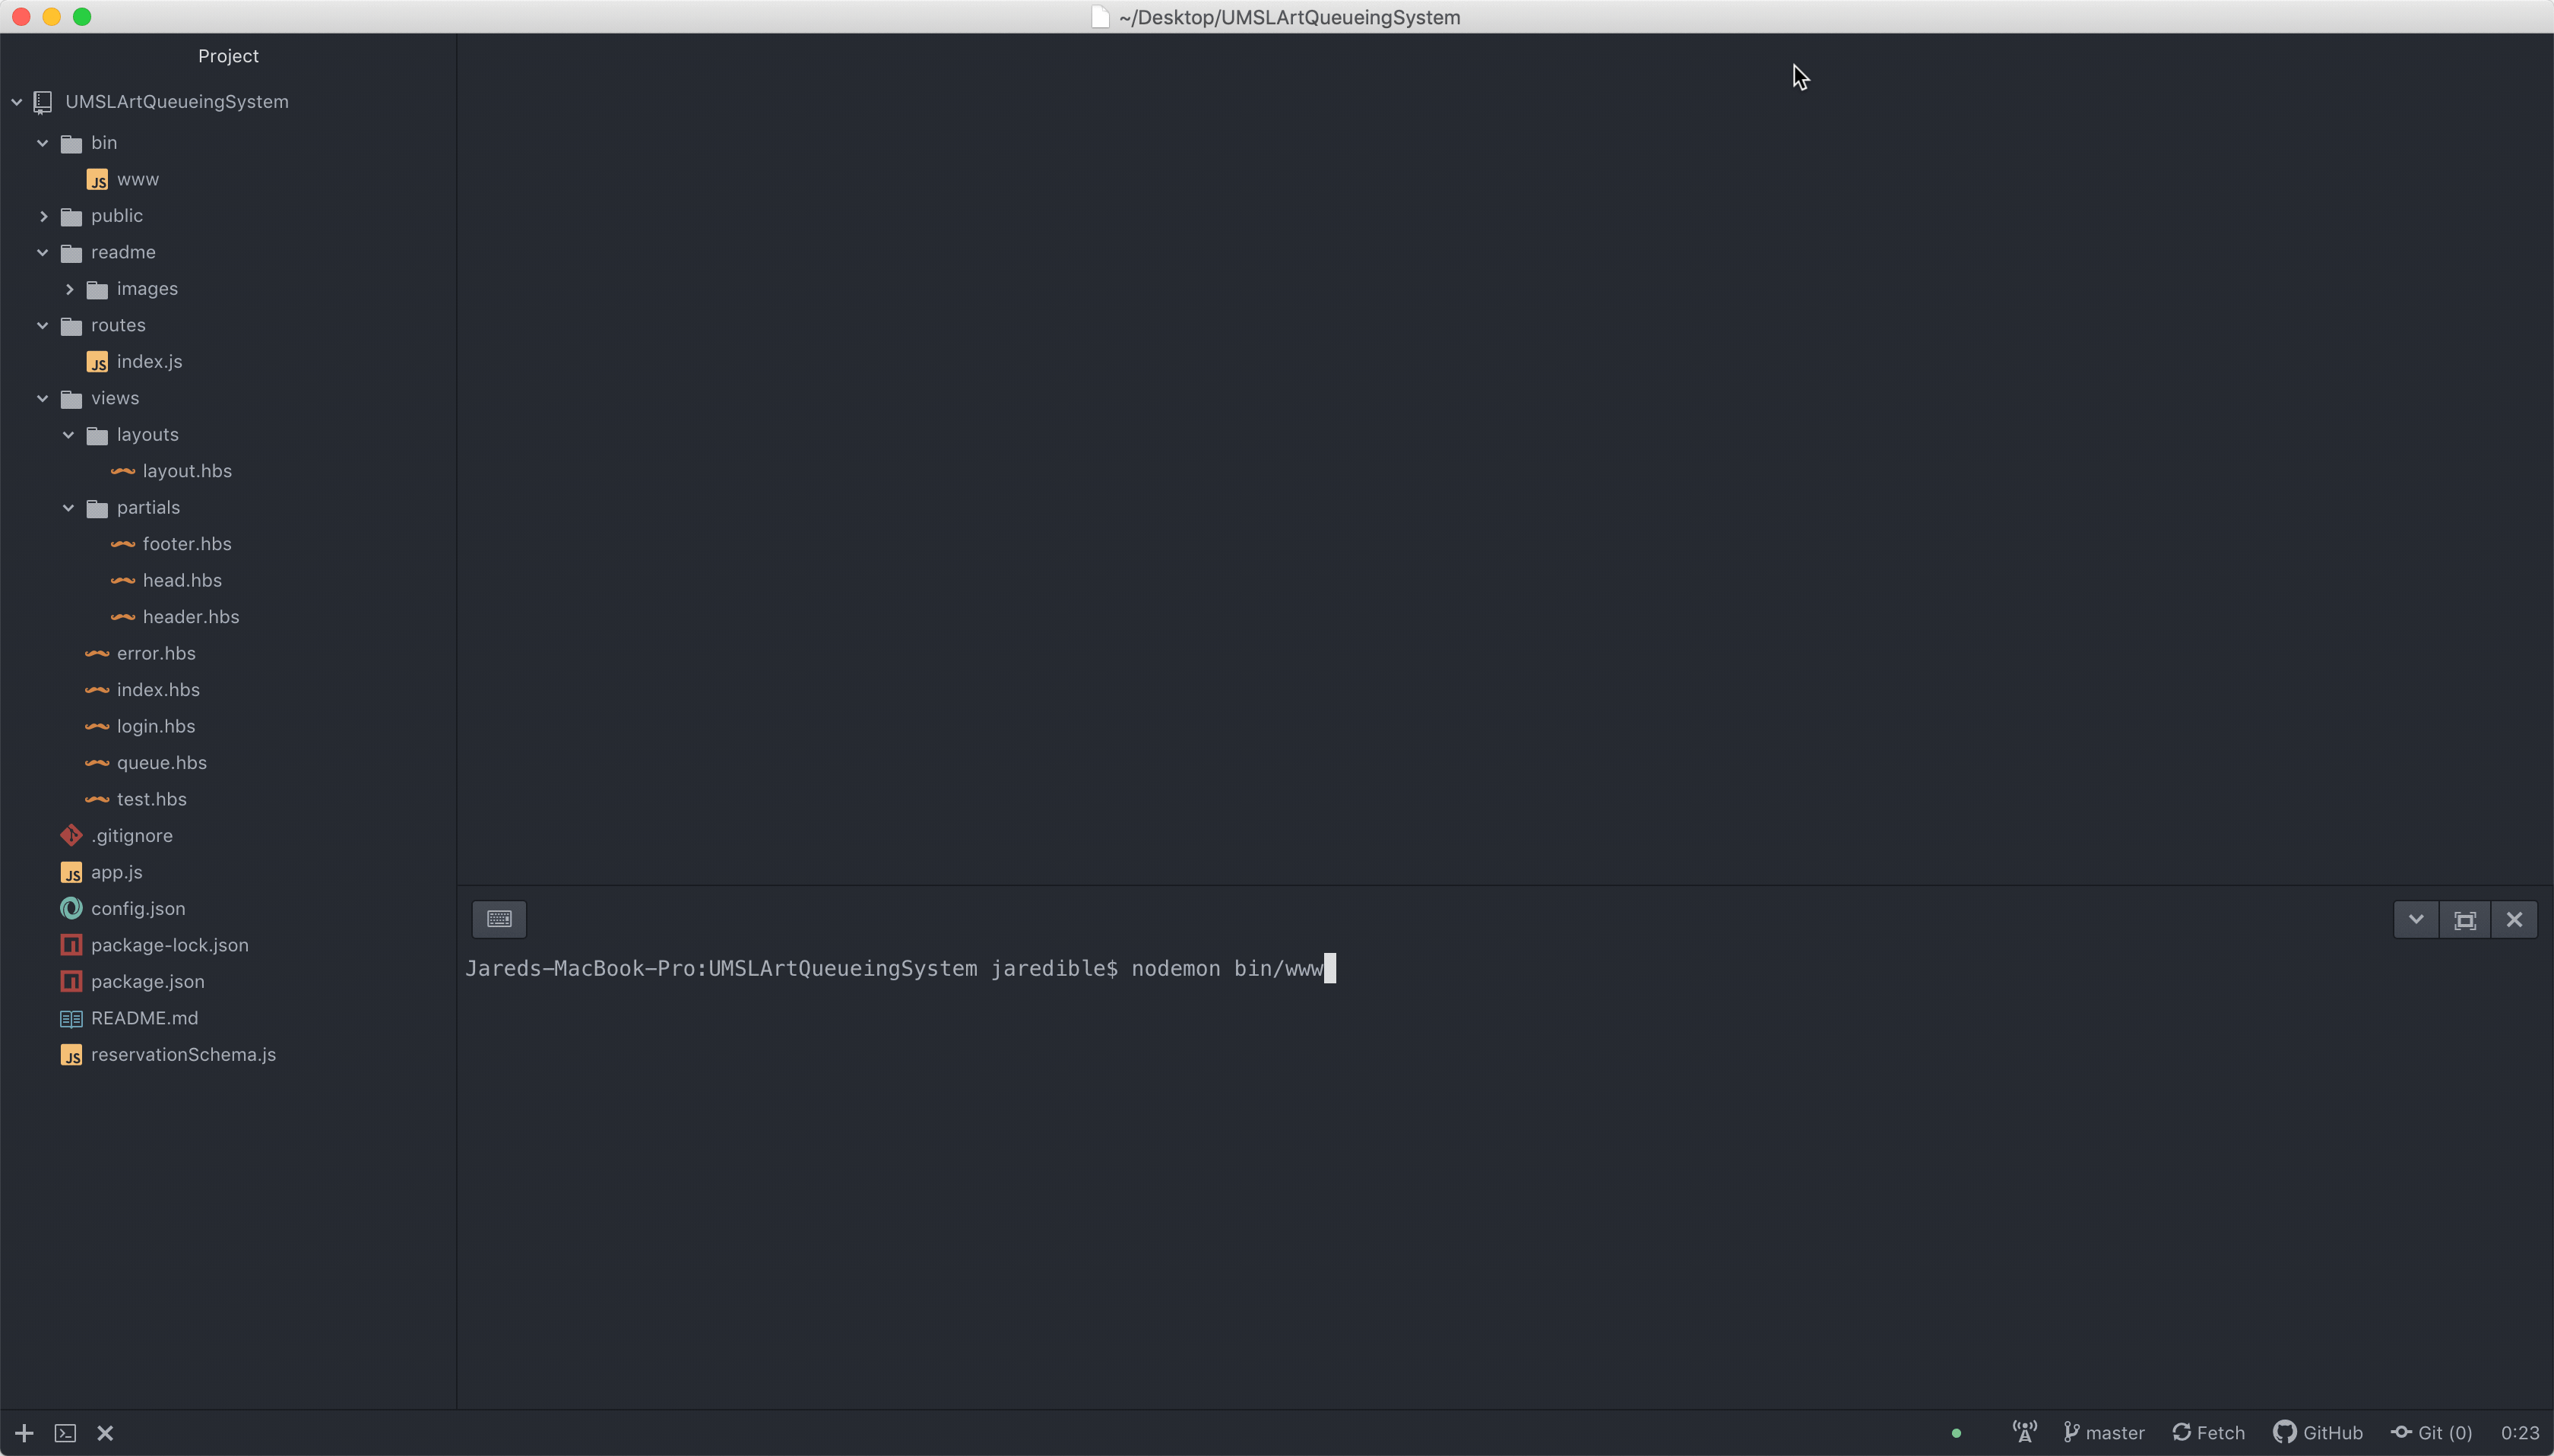 ~/Desktop/UMSLArtQueueingSystem
Project
UMSLArtQueueingSystem
bin
www
public
readme
images
routes
index.js
views
layouts
layout.hbs
partials
footer.hbs
head.hbs
header.hbs
error.hbs
index.hbs
login.hbs
queue.hbs
test.hbs
.gitignore
app.js
config.json
package-lock.json
package.json
README.md
reservationSchema.js
Jareds-MacBook-Pro:UMSLArtQueueingSystem jaredible$ nodemon bin/www
master Fetch GitHub Git (0) 0:23